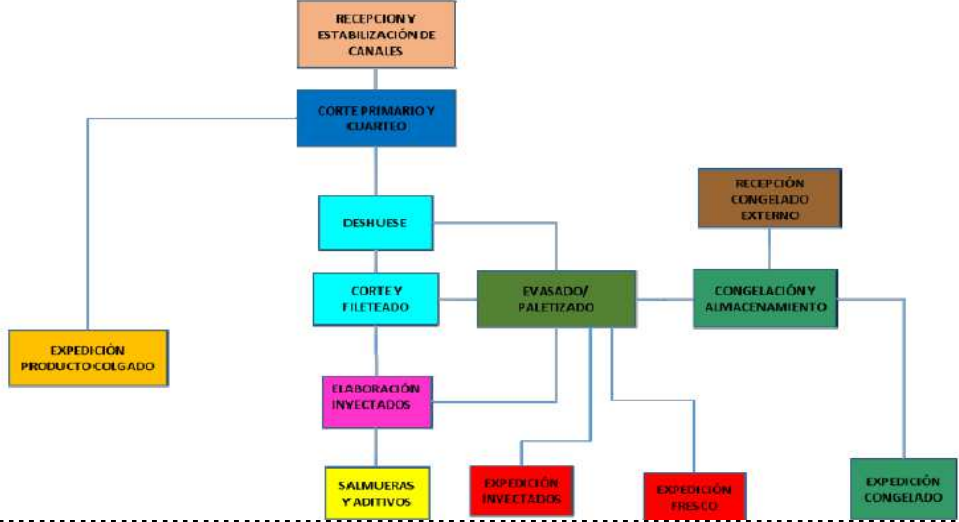 RECEPCION Y
ESTABILIZACIÓN DE
CANALES
CORTE PRIMARIO Y
CUARTEO
RECEPCIÓN
CONGELADO
EXTERNO
DESHUESE
CORTE Y
FILETEADO
EVASADO/
PALETIZADO
CONGELACIÓN Y
ALMACENAMIENTO
EXPEDICIÓN
PRODUCTO COLGADO
ELABORACIÓN
INYECTADOS
SALMUERAS
Y ADITIVOS
EXPEDICIÓN
INYECTADOS
EXPEDICIÓN
FRESCO
EXPEDICIÓN
CONGELADO